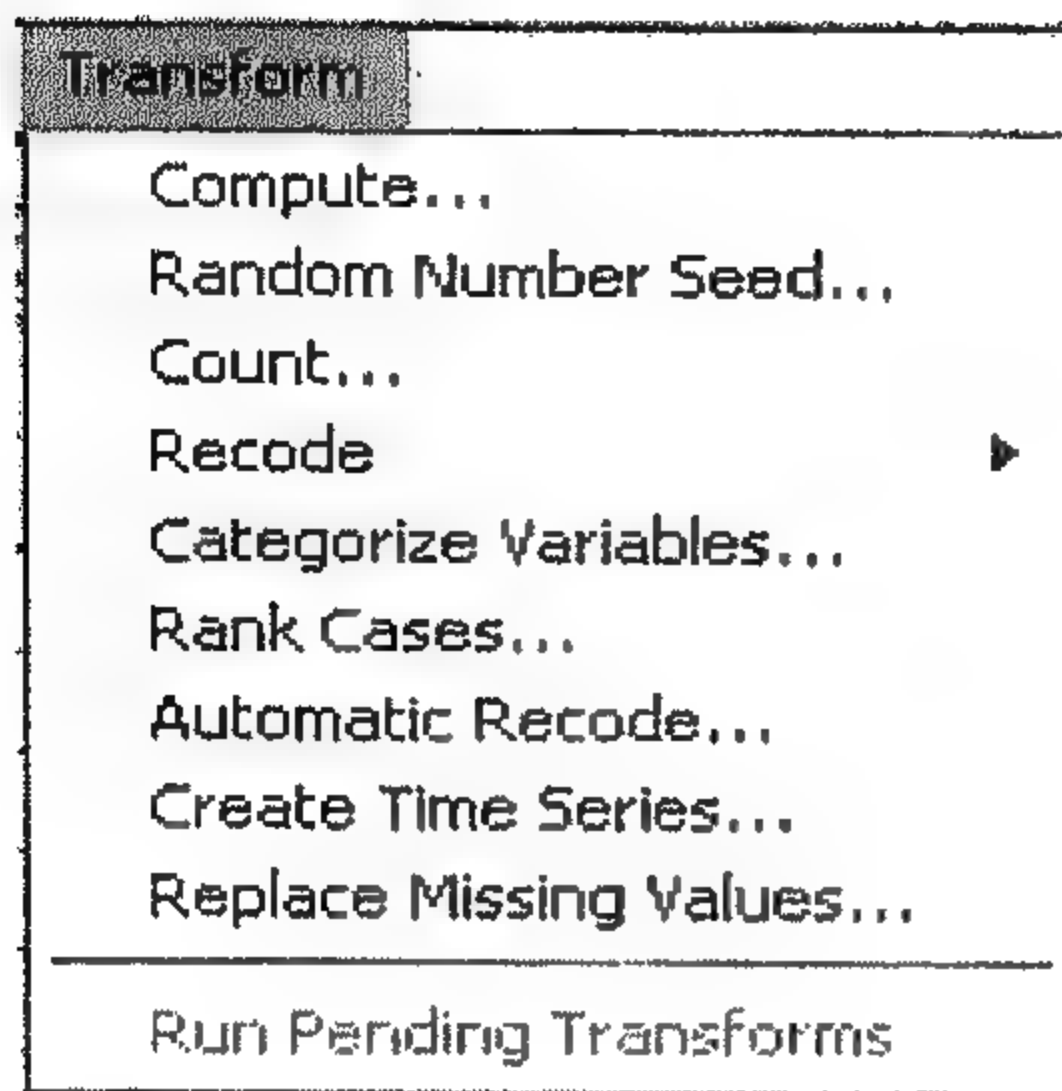 Transform
Compute...
Random Number Seed...
Count...
Recode
Categorize Variables...
Rank Cases...
Automatic Recode...
Create Time Series...
Replace Missing Values...
Run Pending Transforms